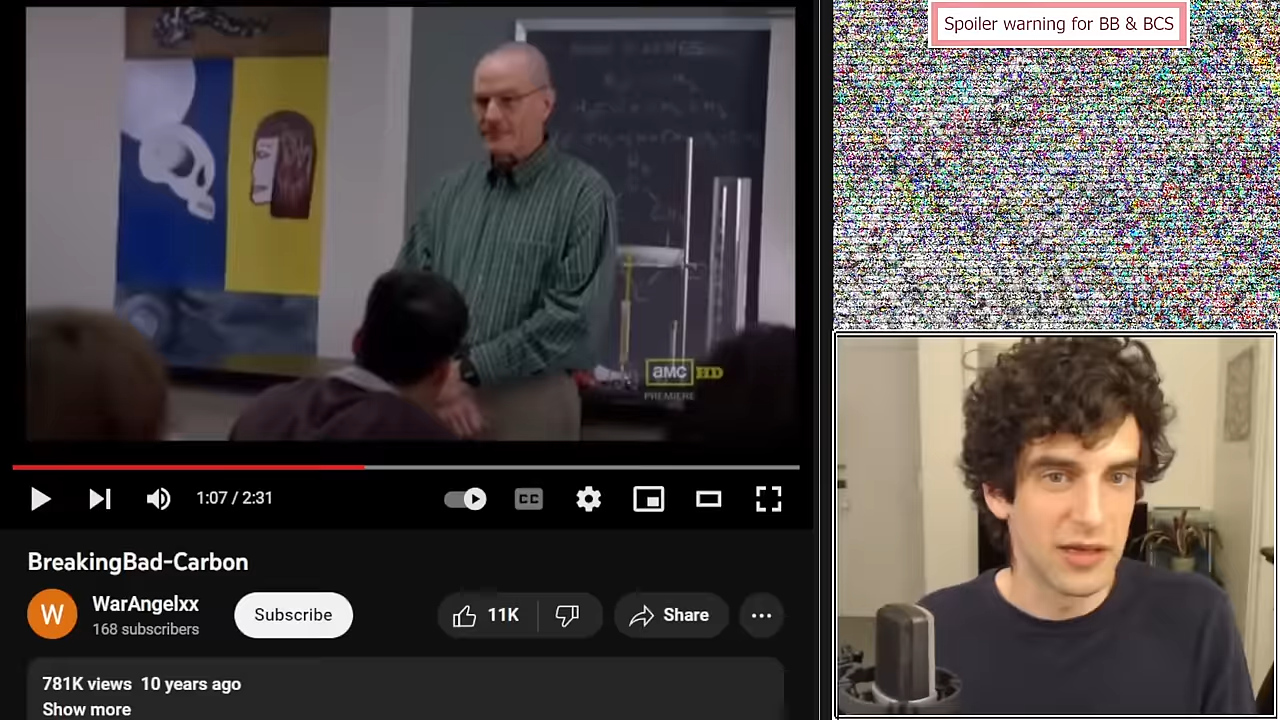 Spoiler warning for BB & BCS
amc HD
PREMIERE
1:07 / 2:31
CC
BreakingBad-Carbon
W
WarAngelxx
168 subscribers
Subscribe
11K
Share
781K views 10 years ago
Show more